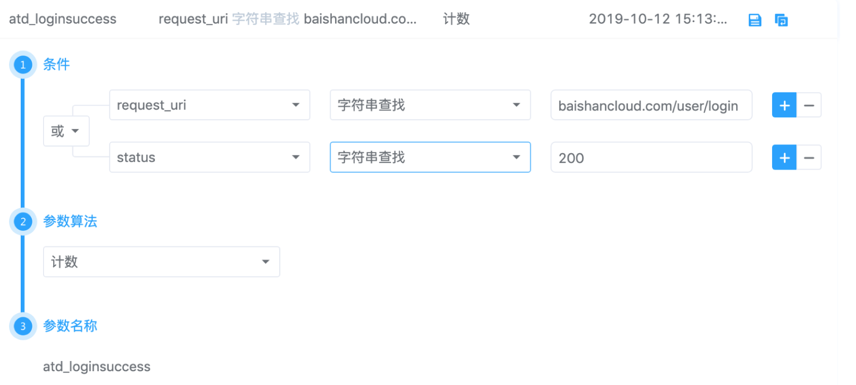 atd_loginsuccess request_uri 字符串查找 baishancloud.co... 计数 2019-10-12 15:13:...
1 条件
request_uri 字符串查找 baishancloud.com/user/login + −
或
status 字符串查找 200 + −
2 参数算法
计数
3 参数名称
atd_loginsuccess